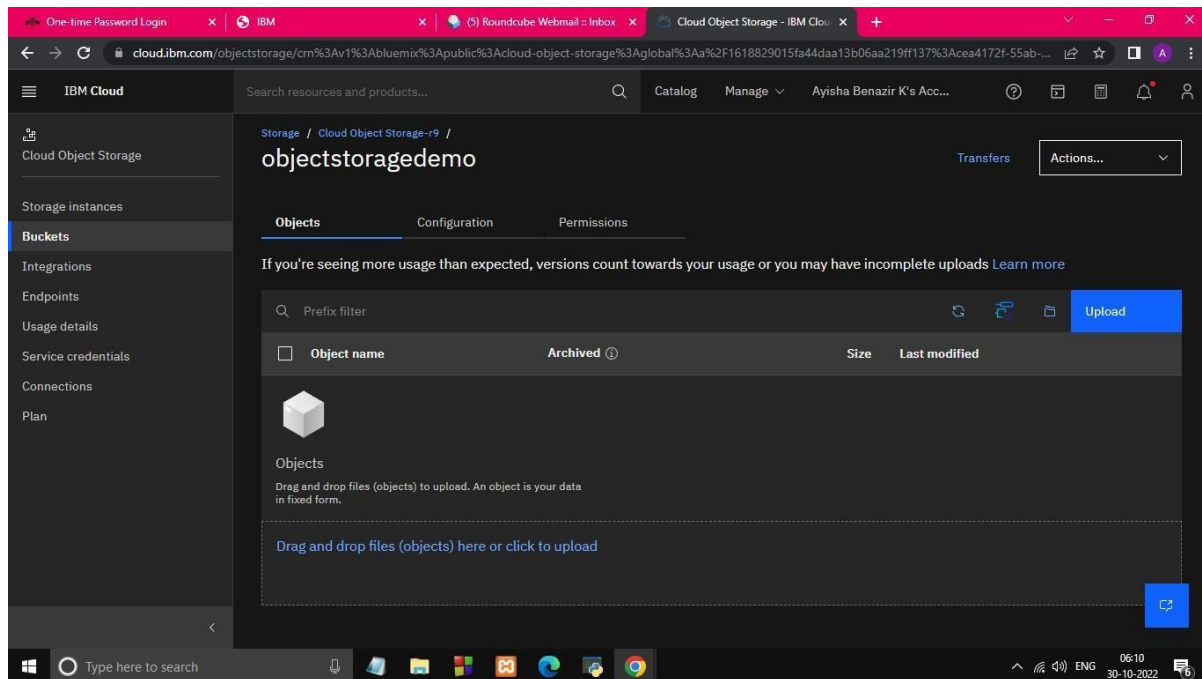 One-time Password Login
IBM
(5) Roundcube Webmail :: Inbox
Cloud Object Storage - IBM Clou
cloud.ibm.com/objectstorage/crn%3Av1%3Abluemix%3Apublic%3Acloud-object-storage%3Aglobal%3Aa%2F1618829015fa44daa13b06aa219ff137%3Acea4172f-55ab-...
A
IBM Cloud
Search resources and products...
Catalog
Manage
Ayisha Benazir K's Acc...
Cloud Object Storage
Storage instances
Buckets
Integrations
Endpoints
Usage details
Service credentials
Connections
Plan
Storage / Cloud Object Storage-r9 /
objectstoragedemo
Transfers
Actions...
Objects
Configuration
Permissions
If you're seeing more usage than expected, versions count towards your usage or you may have incomplete uploads Learn more
Prefix filter
Upload
Object name
Archived
Size
Last modified
Objects
Drag and drop files (objects) to upload. An object is your data
in fixed form.
Drag and drop files (objects) here or click to upload
Type here to search
ENG
06:10
30-10-2022
6